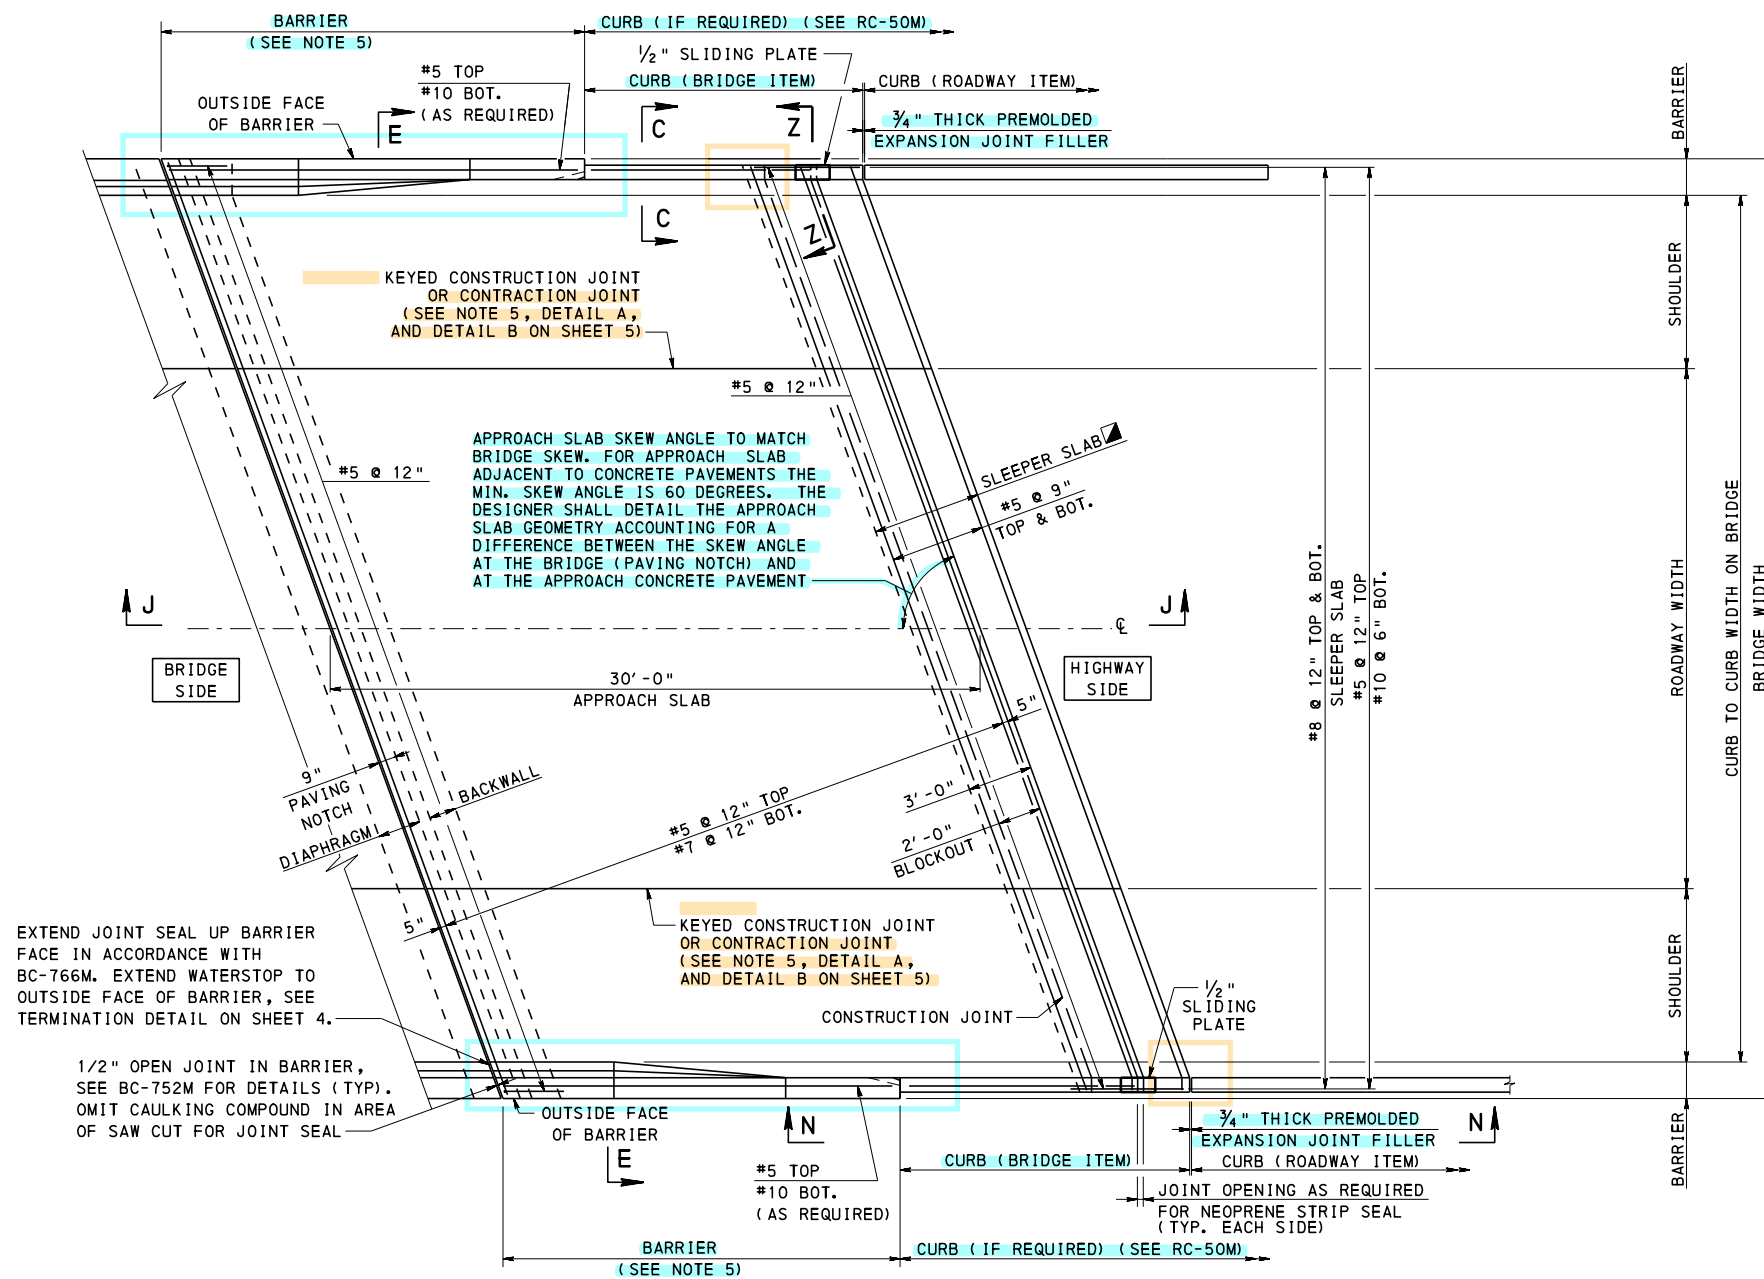 BARRIER
(SEE NOTE 5)
CURB (IF REQUIRED) (SEE RC-50M)
1/2" SLIDING PLATE
#5 TOP
#10 BOT.
(AS REQUIRED)
CURB (BRIDGE ITEM)
CURB (ROADWAY ITEM)
OUTSIDE FACE
OF BARRIER
E
C
Z
3/4" THICK PREMOLDED
EXPANSION JOINT FILLER
BARRIER
C
Z
KEYED CONSTRUCTION JOINT
OR CONTRACTION JOINT
(SEE NOTE 5, DETAIL A,
AND DETAIL B ON SHEET 5)
SHOULDER
#5 @ 12"
APPROACH SLAB SKEW ANGLE TO MATCH
BRIDGE SKEW. FOR APPROACH SLAB
ADJACENT TO CONCRETE PAVEMENTS THE
MIN. SKEW ANGLE IS 60 DEGREES. THE
DESIGNER SHALL DETAIL THE APPROACH
SLAB GEOMETRY ACCOUNTING FOR A
DIFFERENCE BETWEEN THE SKEW ANGLE
AT THE BRIDGE (PAVING NOTCH) AND
AT THE APPROACH CONCRETE PAVEMENT
#5 @ 12"
SLEEPER SLAB
#5 @ 9"
TOP & BOT.
#8 @ 12" TOP & BOT.
SLEEPER SLAB
#5 @ 12" TOP
#10 @ 6" BOT.
ROADWAY WIDTH
CURB TO CURB WIDTH ON BRIDGE
BRIDGE WIDTH
J
J
℄
BRIDGE
SIDE
30'-0"
APPROACH SLAB
HIGHWAY
SIDE
5"
9"
PAVING
NOTCH
DIAPHRAGM
BACKWALL
#5 @ 12" TOP
#7 @ 12" BOT.
3'-0"
2'-0"
BLOCKOUT
5"
KEYED CONSTRUCTION JOINT
OR CONTRACTION JOINT
(SEE NOTE 5, DETAIL A,
AND DETAIL B ON SHEET 5)
SHOULDER
EXTEND JOINT SEAL UP BARRIER
FACE IN ACCORDANCE WITH
BC-766M. EXTEND WATERSTOP TO
OUTSIDE FACE OF BARRIER, SEE
TERMINATION DETAIL ON SHEET 4.
CONSTRUCTION JOINT
1/2"
SLIDING
PLATE
1/2" OPEN JOINT IN BARRIER,
SEE BC-752M FOR DETAILS (TYP).
OMIT CAULKING COMPOUND IN AREA
OF SAW CUT FOR JOINT SEAL
OUTSIDE FACE
OF BARRIER
E
N
3/4" THICK PREMOLDED
EXPANSION JOINT FILLER
N
BARRIER
#5 TOP
#10 BOT.
(AS REQUIRED)
CURB (BRIDGE ITEM)
CURB (ROADWAY ITEM)
JOINT OPENING AS REQUIRED
FOR NEOPRENE STRIP SEAL
(TYP. EACH SIDE)
BARRIER
(SEE NOTE 5)
CURB (IF REQUIRED) (SEE RC-50M)